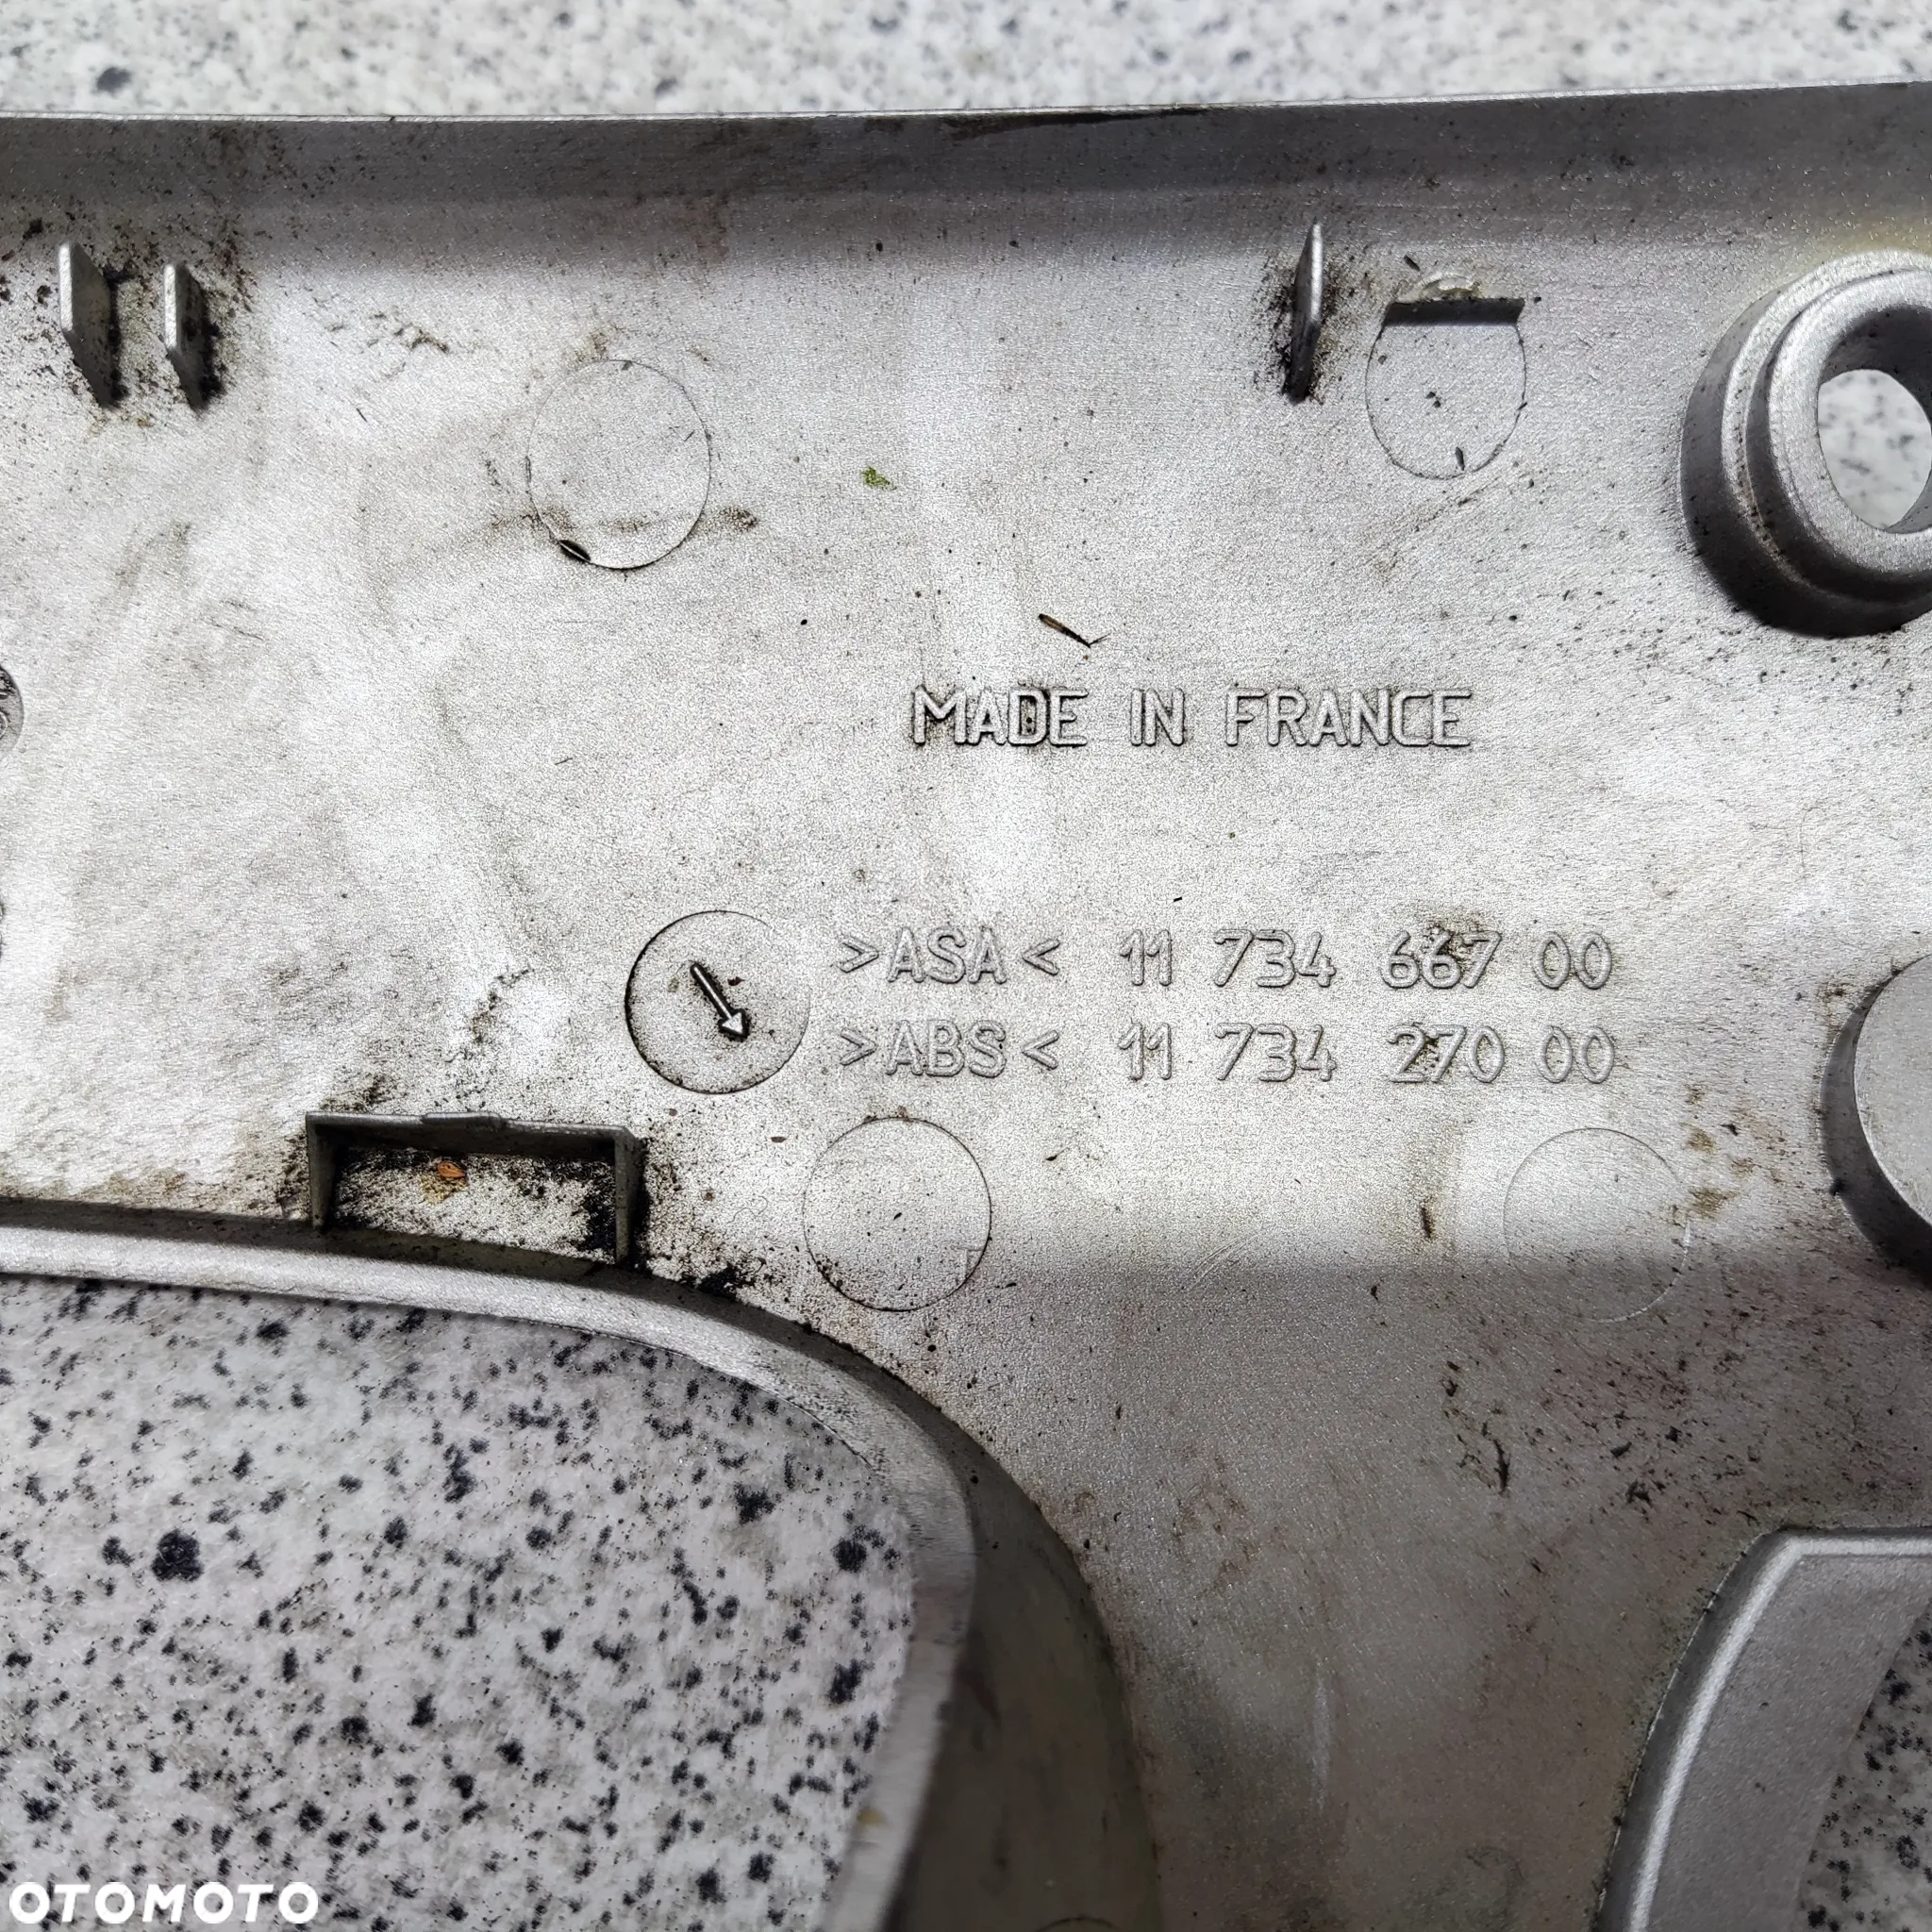 MADE IN FRANCE
>ASA< 11 734 667 00
>ABS< 11 734 270 00
OTOMOTO